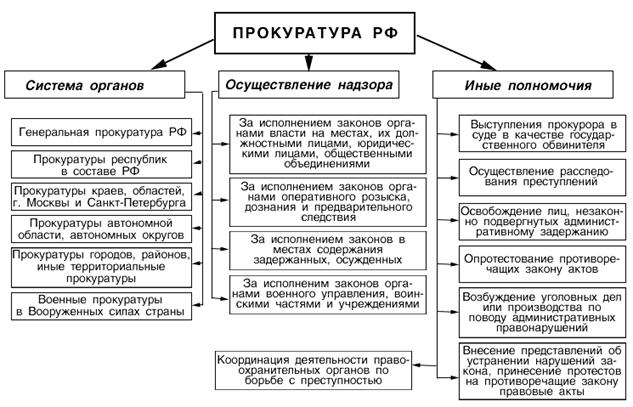 ПРОКУРАТУРА РФ
Система органов
Генеральная прокуратура РФ
Прокуратуры республик
в составе РФ
Прокуратуры краев, областей,
г. Москвы и Санкт-Петербурга
Прокуратуры автономной
области, автономных округов
Прокуратуры городов, районов,
иные территориальные
прокуратуры
Военные прокуратуры
в Вооруженных силах страны
Осуществление надзора
За исполнением законов орга-
нами власти на местах, их дол-
жностными лицами, юридичес-
кими лицами, общественными
объединениями
За исполнением законов орга-
нами оперативного розыска,
дознания и предварительного
следствия
За исполнением законов в
местах содержания
задержанных, осужденных
За исполнением законов орга-
нами военного управления, воин-
скими частями и учреждениями
Координация деятельности право-
охранительных органов по
борьбе с преступностью
Иные полномочия
Выступления прокурора в
суде в качестве государст-
венного обвинителя
Осуществление расследо-
дования преступлений
Освобождение лиц, незакон-
но подвергнутых админист-
ративному задержанию
Опротестование противоре-
чащих закону актов
Возбуждение уголовных дел
или производства по
поводу административных
правонарушений
Внесение представлений об
устранении нарушений за-
кона, принесение протестов
на противоречащие закону
правовые акты